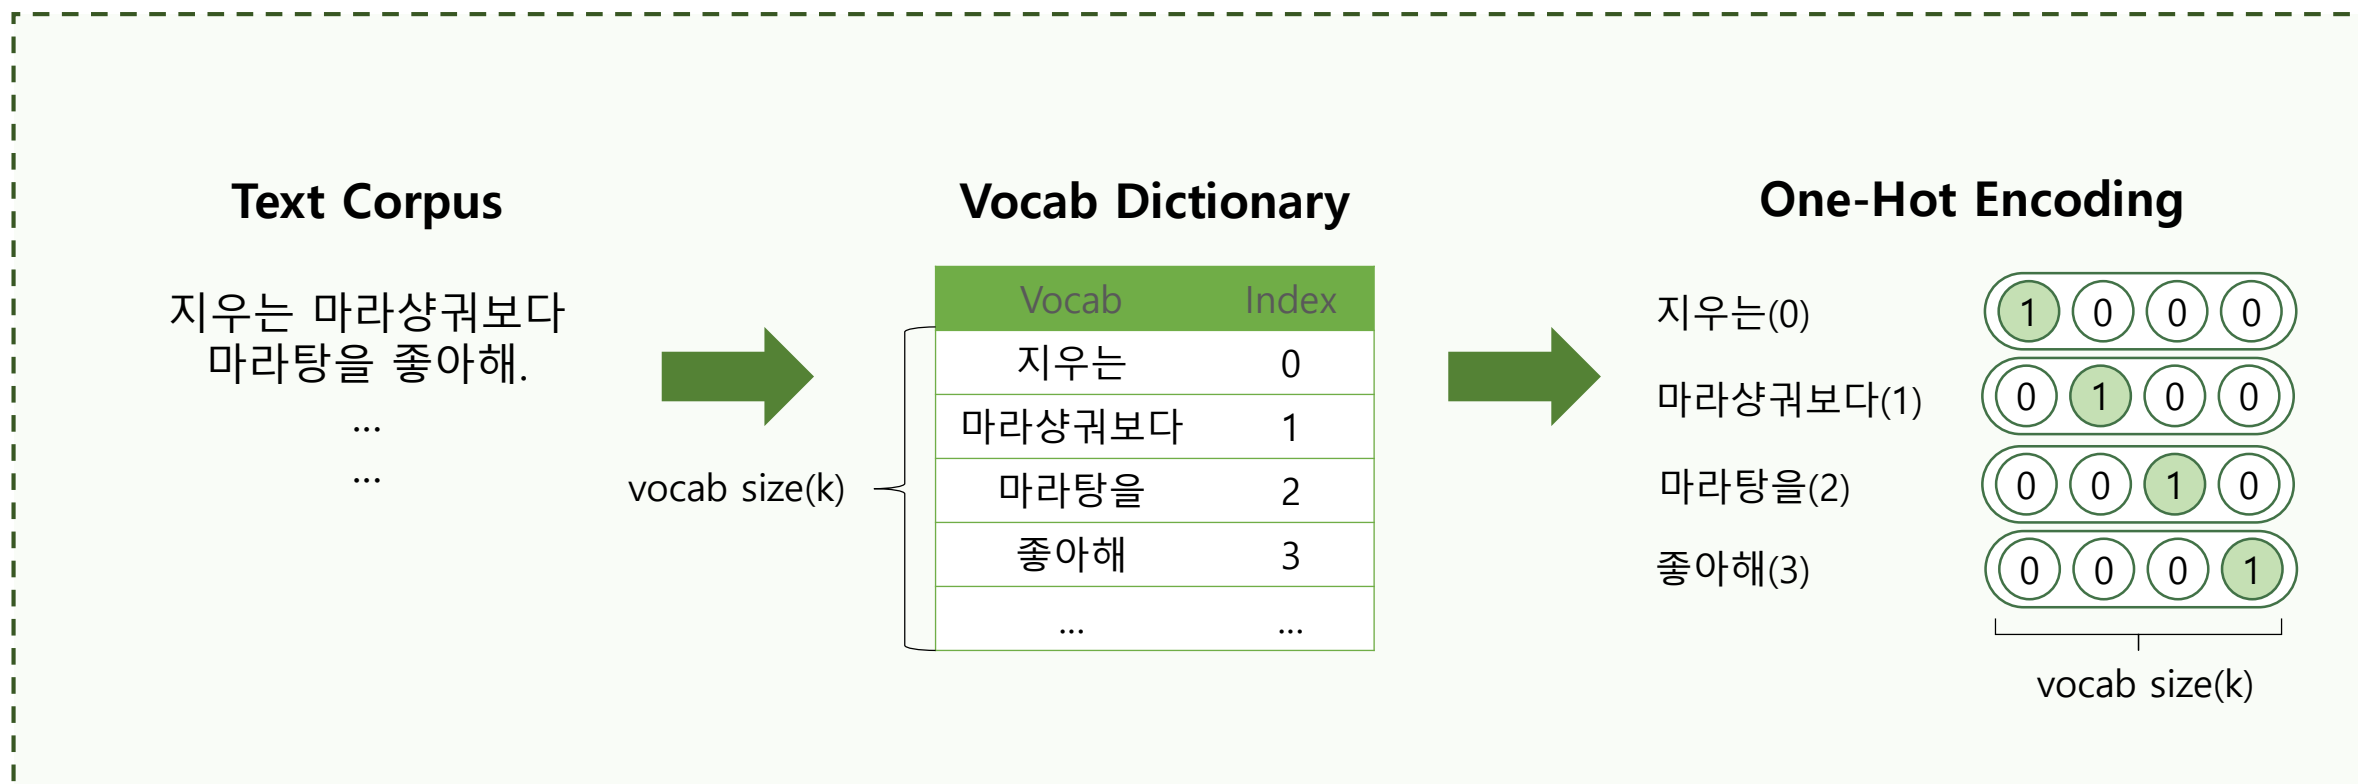 Text Corpus
지우는 마라샹궈보다
마라탕을 좋아해.
...
...
vocab size(k)
Vocab Dictionary
Vocab Index
지우는 0
마라샹궈보다 1
마라탕을 2
좋아해 3
... ...
One-Hot Encoding
지우는(0) 1 0 0 0
마라샹궈보다(1) 0 1 0 0
마라탕을(2) 0 0 1 0
좋아해(3) 0 0 0 1
vocab size(k)